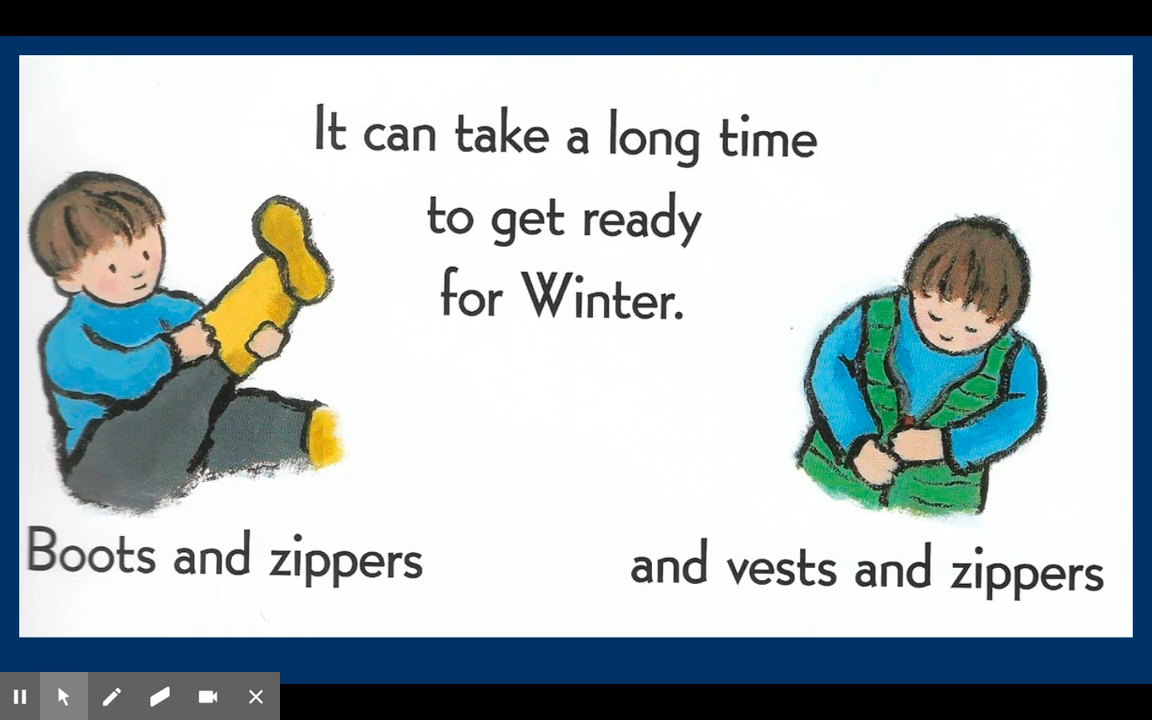 It can take a long time
to get ready
for Winter.
Boots and zippers
and vests and zippers